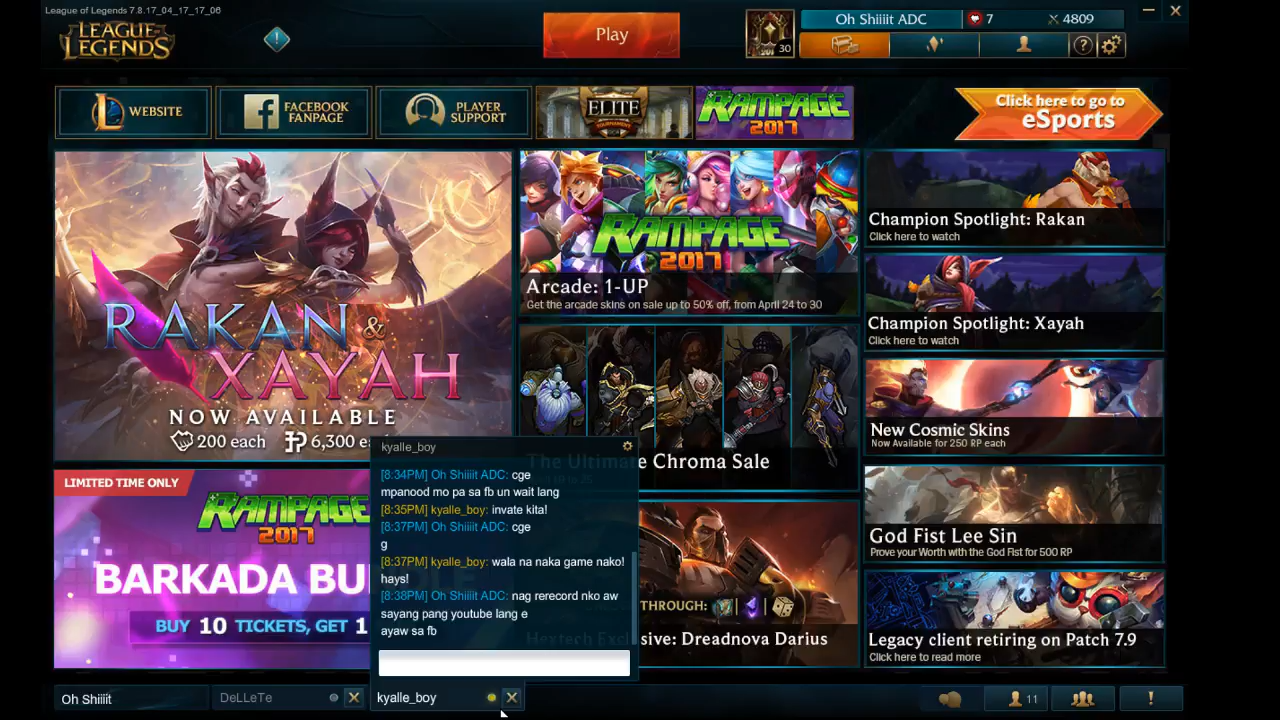 League of Legends 7.8.17_04_17_17_06
LEAGUE OF LEGENDS
Play
30
Oh Shiiiit ADC
7
4809
?
WEBSITE
FACEBOOK FANPAGE
PLAYER SUPPORT
ELITE
RAMPAGE 2017
Click here to go to
eSports
RAKAN &
XAYAH
NOW AVAILABLE
200 each
RAMPAGE
2017
Arcade: 1-UP
Get the arcade skins on sale up to 50% off, from April 24 to 30
Champion Spotlight: Rakan
Click here to watch
Champion Spotlight: Xayah
Click here to watch
New Cosmic Skins
Now Available for 250 RP each
God Fist Lee Sin
Prove your Worth with the God Fist for 500 RP
Legacy client retiring on Patch 7.9
Click here to read more
The Ultimate Chroma Sale
THROUGH:
Dreadnova Darius
LIMITED TIME ONLY
RAMPAGE
2017
BARKADA BU
BUY 10 TICKETS, GET 1
kyalle_boy
[8:34PM] Oh Shiiiit ADC: cge
mpanood mo pa sa fb un wait lang
[8:35PM] kyalle_boy: invate kita!
[8:37PM] Oh Shiiiit ADC: cge
g
[8:37PM] kyalle_boy: wala na naka game nako!
hays!
[8:38PM] Oh Shiiiit ADC: nag rerecord nko aw
sayang pang youtube lang e
ayaw sa fb
Oh Shiiiit
DeLLeTe
kyalle_boy
11